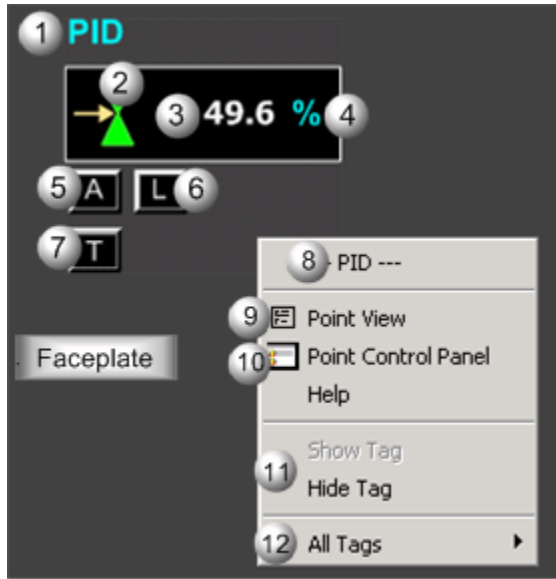 1 PID
2
3 49.6 % 4
5 A L 6
7 T
8 - PID ---
9 Point View
Faceplate
10 Point Control Panel
Help
Show Tag
11
Hide Tag
12 All Tags